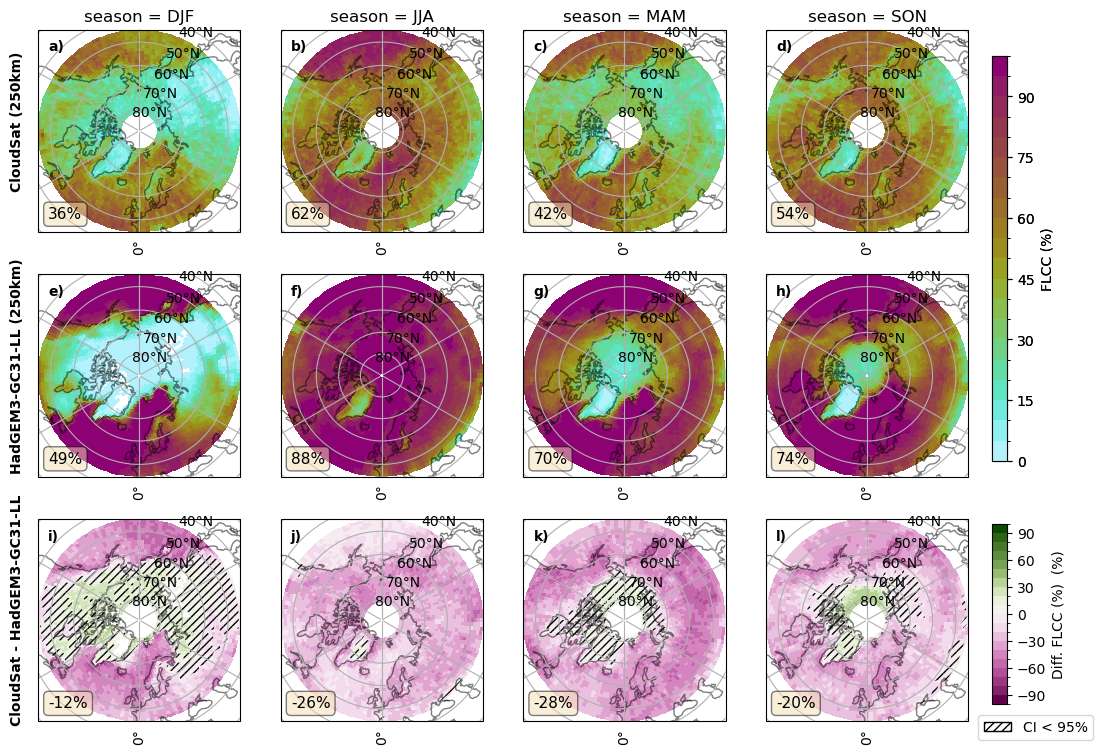 season = DJF
season = JJA
season = MAM
season = SON
CloudSat (250km)
a)
40°N
50°N
60°N
70°N
80°N
36%
0°
b)
40°N
50°N
60°N
70°N
80°N
62%
0°
c)
40°N
50°N
60°N
70°N
80°N
42%
0°
d)
40°N
50°N
60°N
70°N
80°N
54%
0°
HadGEM3-GC31-LL (250km)
e)
40°N
50°N
60°N
70°N
80°N
49%
0°
f)
40°N
50°N
60°N
70°N
80°N
88%
0°
g)
40°N
50°N
60°N
70°N
80°N
70%
0°
h)
40°N
50°N
60°N
70°N
80°N
74%
0°
90
75
60
45
30
15
0
FLCC (%)
CloudSat - HadGEM3-GC31-LL
i)
40°N
50°N
60°N
70°N
80°N
-12%
0°
j)
40°N
50°N
60°N
70°N
80°N
-26%
0°
k)
40°N
50°N
60°N
70°N
80°N
-28%
0°
l)
40°N
50°N
60°N
70°N
80°N
-20%
0°
90
60
30
0
−30
−60
−90
Diff. FLCC (%) (%)
CI < 95%